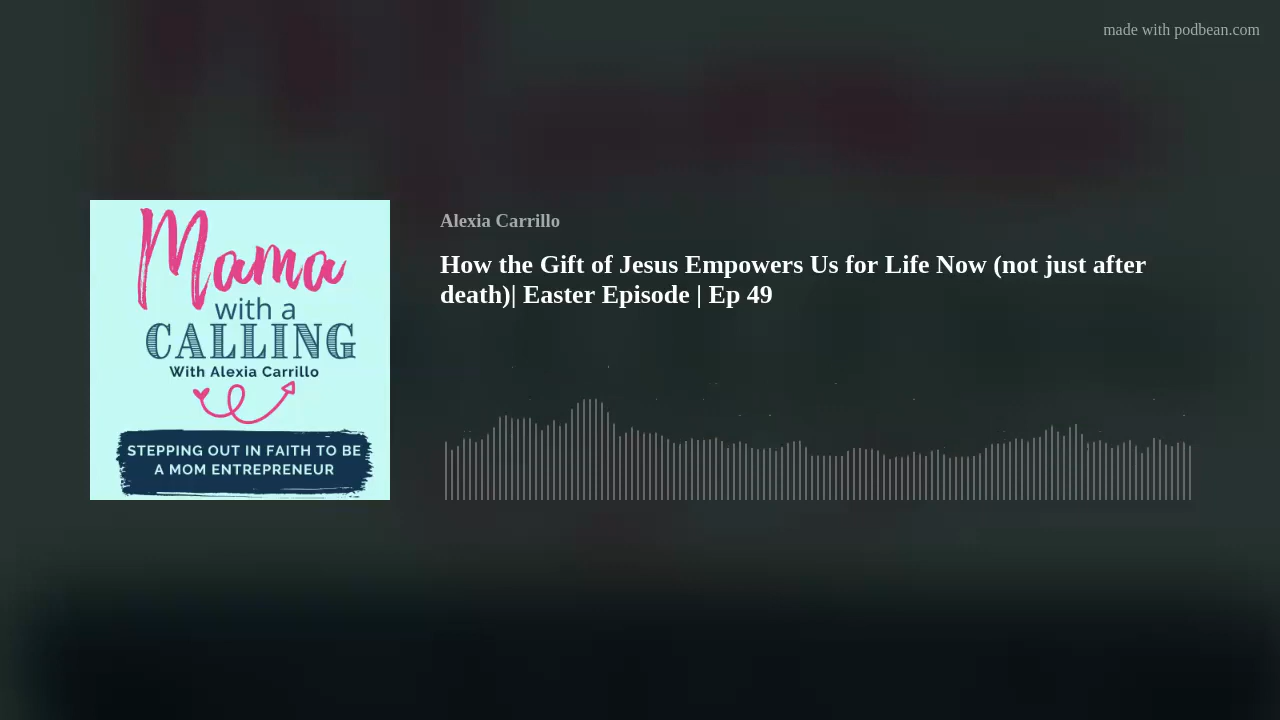 made with podbean.com
Mama
with a
CALLING
With Alexia Carrillo
STEPPING OUT IN FAITH TO BE
A MOM ENTREPRENEUR
Alexia Carrillo
How the Gift of Jesus Empowers Us for Life Now (not just after
death)| Easter Episode | Ep 49